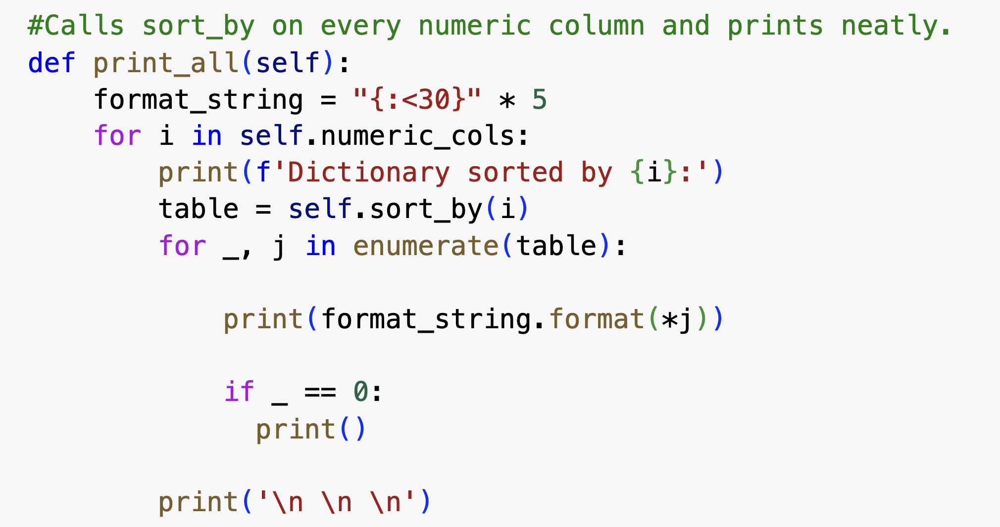 #Calls sort_by on every numeric column and prints neatly.
def print_all(self):
    format_string = "{:<30}" * 5
    for i in self.numeric_cols:
        print(f'Dictionary sorted by {i}:')
        table = self.sort_by(i)
        for _, j in enumerate(table):

            print(format_string.format(*j))

            if _ == 0:
              print()

        print('\n \n \n')